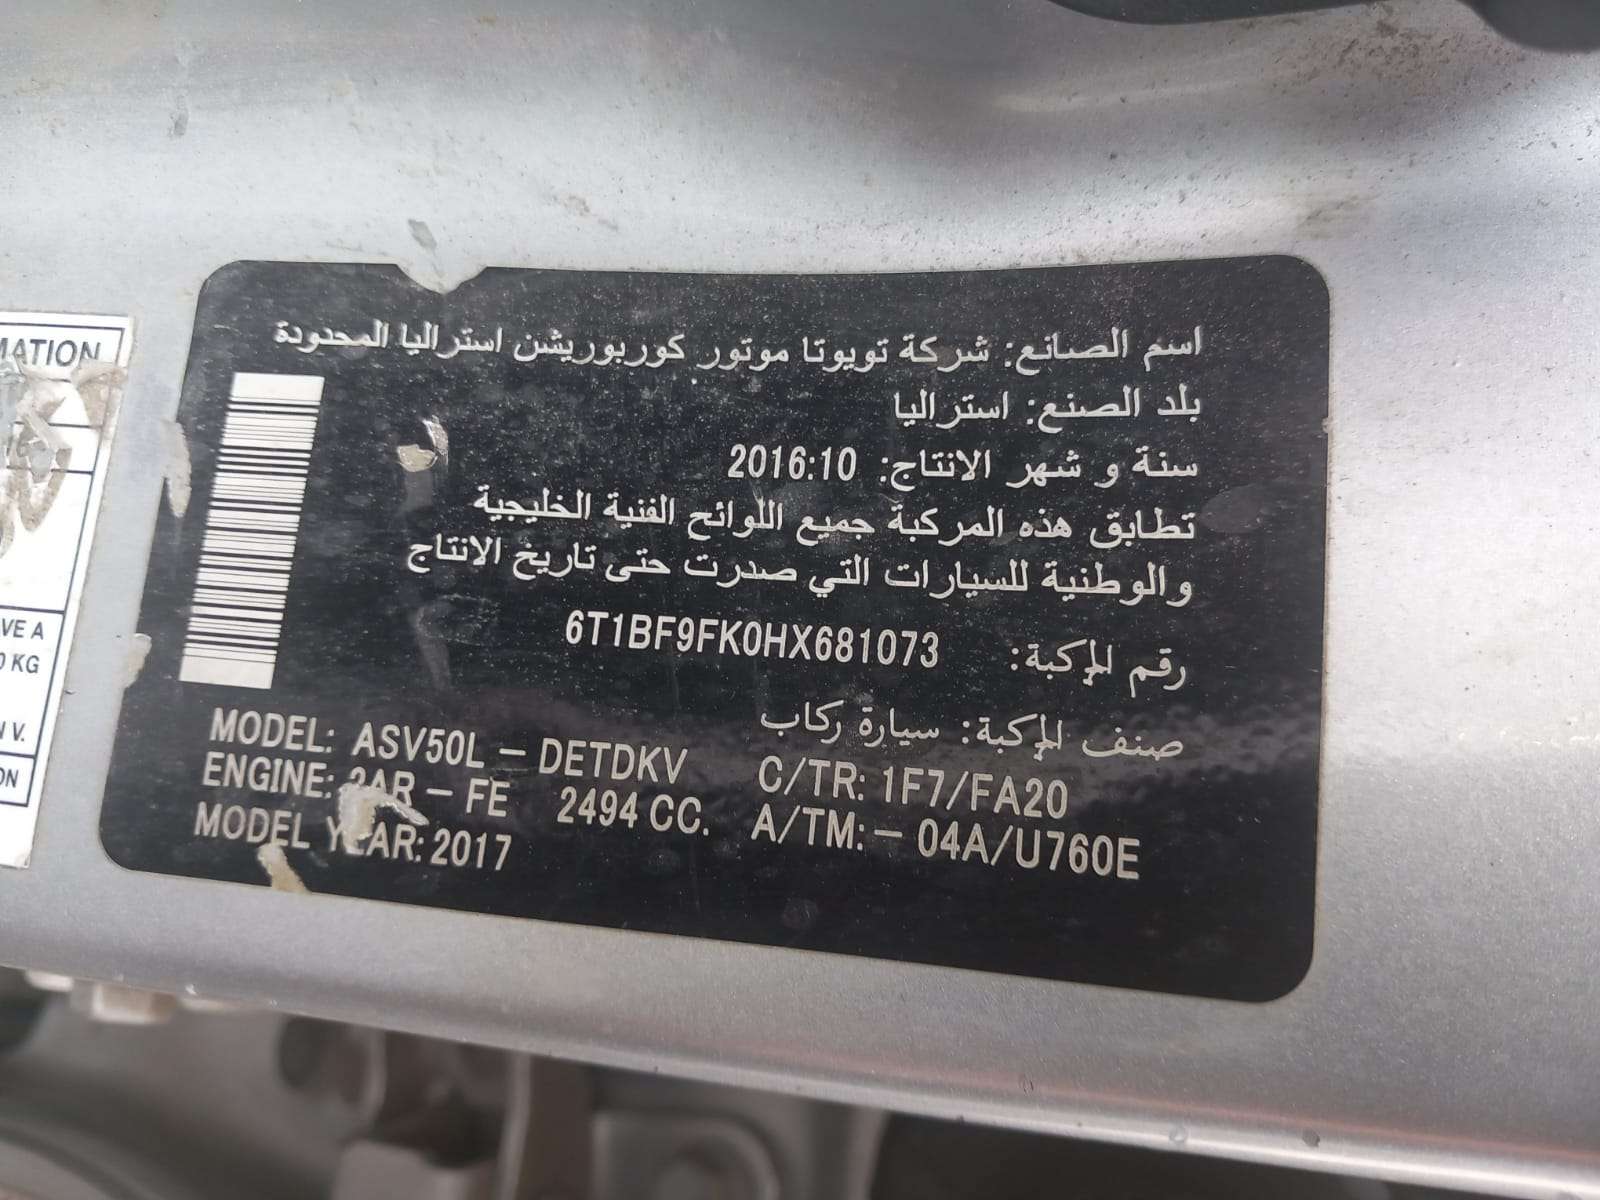 MATION
VE A
0 KG
N V.
ON
اسم الصانع: شركة تويوتا موتور كوربوريشن استراليا المحدودة
بلد الصنع: استراليا
سنة و شهر الانتاج: 2016:10
تطابق هذه المركبة جميع اللوائح الفنية الخليجية
و الوطنية للسيارات التي صدرت حتى تاريخ الانتاج
رقم المركبة: 6T1BF9FK0HX681073
صنف المركبة: سيارة ركاب
MODEL: ASV50L – DETDKV C/TR: 1F7/FA20
ENGINE: 2AR – FE 2494 CC. A/TM: – 04A/U760E
MODEL YEAR: 2017